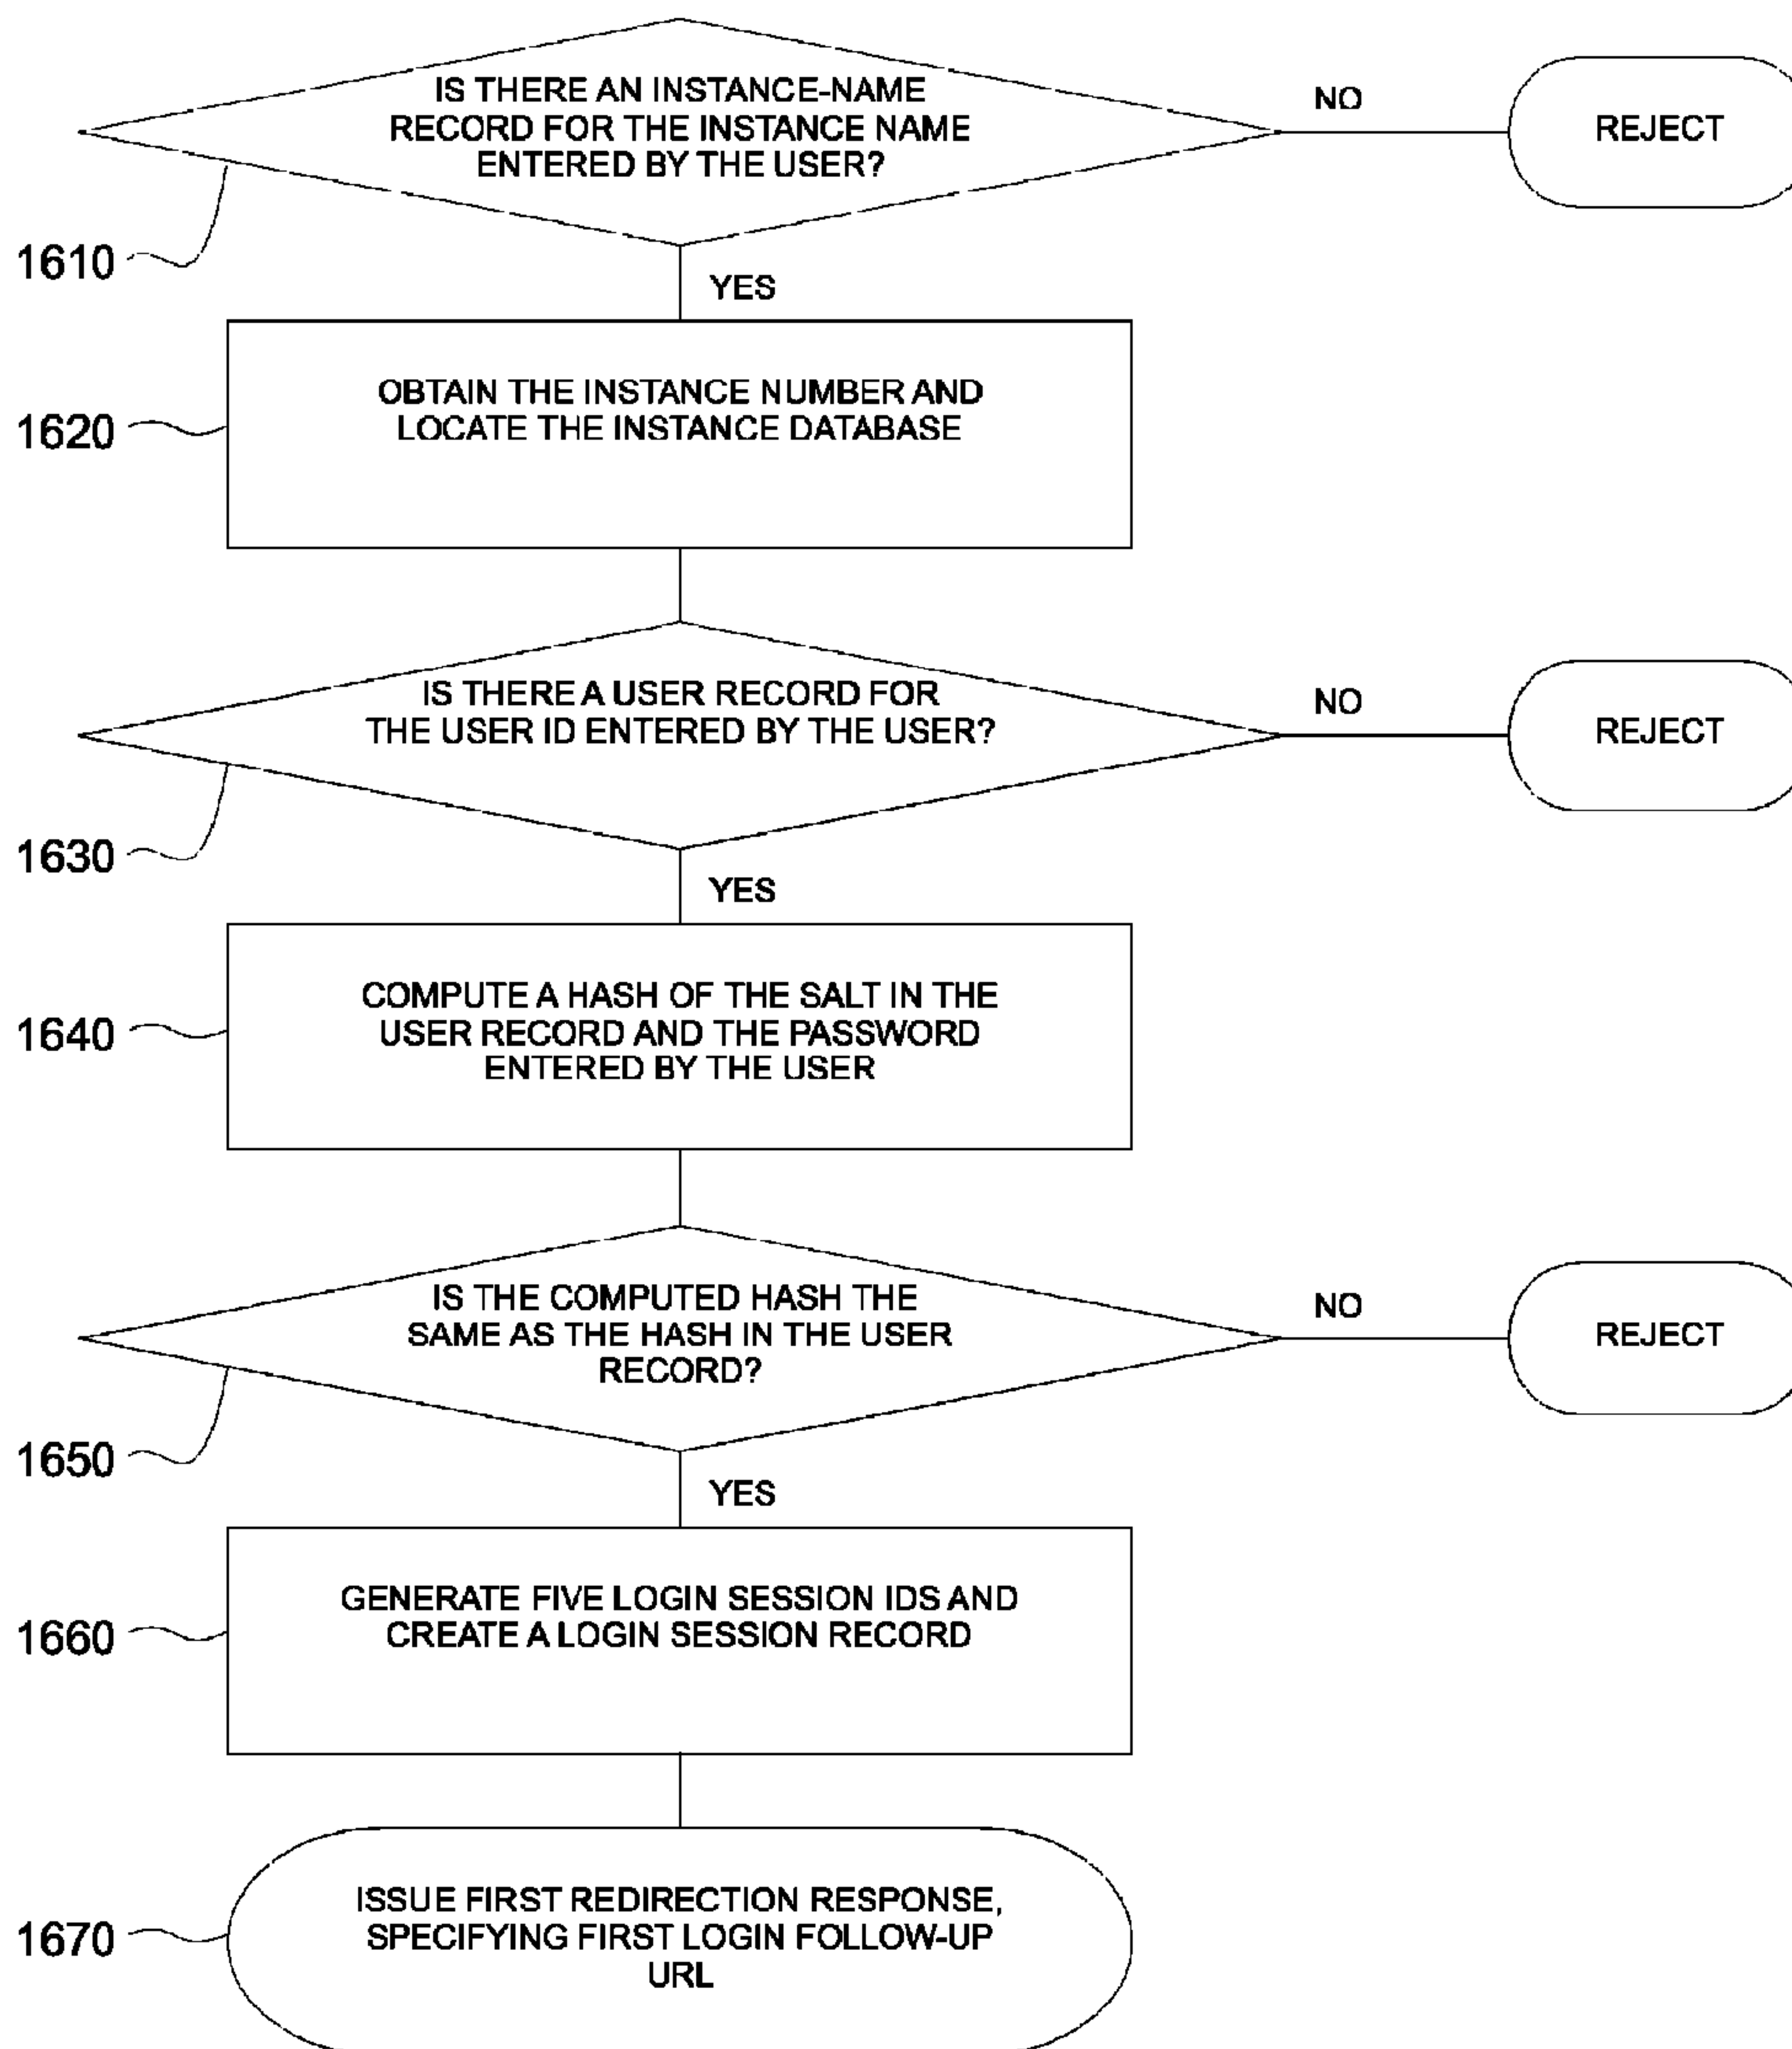 IS THERE AN INSTANCE-NAME
RECORD FOR THE INSTANCE NAME
ENTERED BY THE USER?
NO
REJECT
1610
YES
OBTAIN THE INSTANCE NUMBER AND
LOCATE THE INSTANCE DATABASE
1620
IS THERE A USER RECORD FOR
THE USER ID ENTERED BY THE USER?
NO
REJECT
1630
YES
COMPUTE A HASH OF THE SALT IN THE
USER RECORD AND THE PASSWORD
ENTERED BY THE USER
1640
IS THE COMPUTED HASH THE
SAME AS THE HASH IN THE USER
RECORD?
NO
REJECT
1650
YES
GENERATE FIVE LOGIN SESSION IDS AND
CREATE A LOGIN SESSION RECORD
1660
ISSUE FIRST REDIRECTION RESPONSE,
SPECIFYING FIRST LOGIN FOLLOW-UP
URL
1670